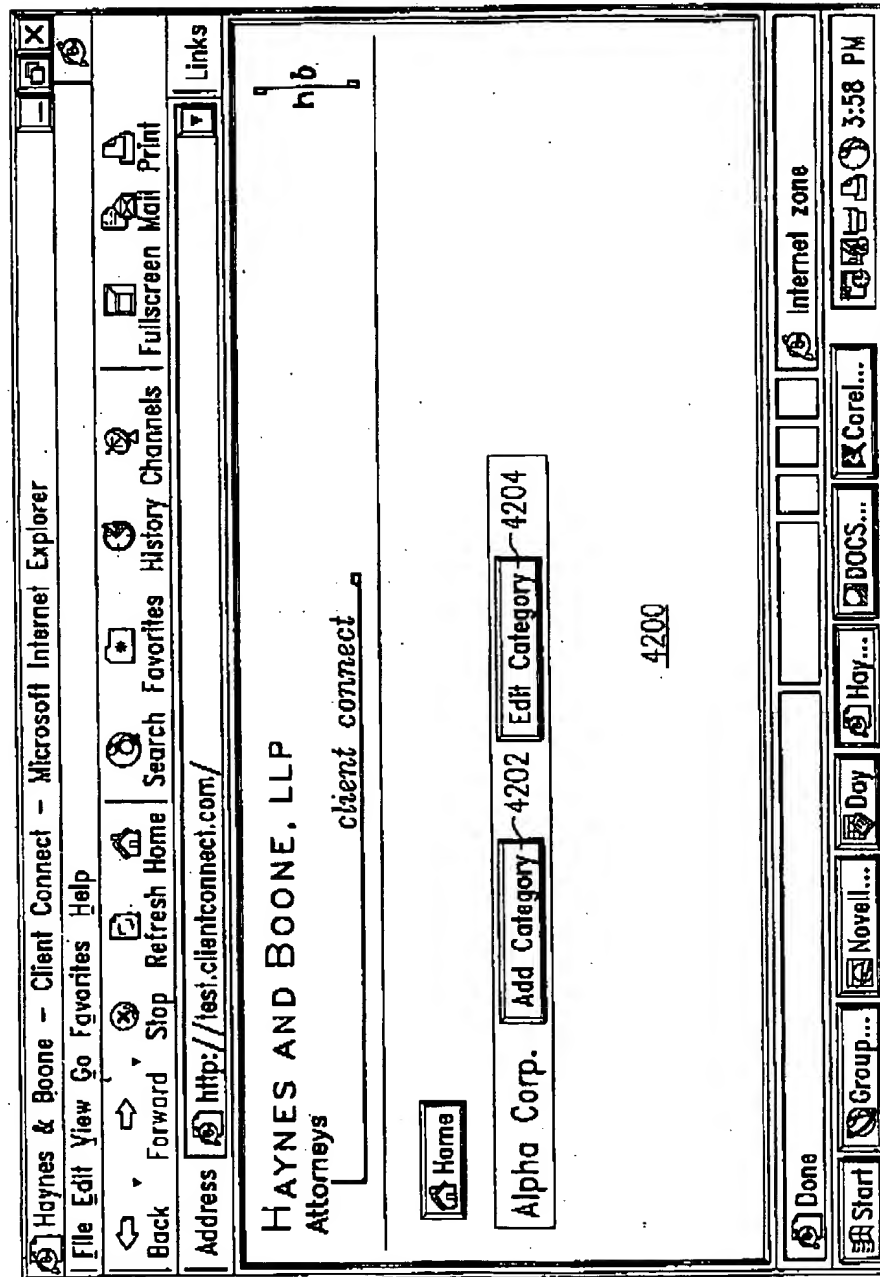 Haynes & Boone – Client Connect – Microsoft Internet Explorer
File Edit View Go Favorites Help
Back Forward Stop Refresh Home Search Favorites History Channels Fullscreen Mail Print
Address http://test.clientconnect.com/ Links
HAYNES AND BOONE, LLP
Attorneys
client connect
h b
Home
Alpha Corp. Add Category 4202 Edit Category 4204
4200
Done Internet zone
Start Group... Novell... Day Hay... DOCS... Corel... 3:58 PM